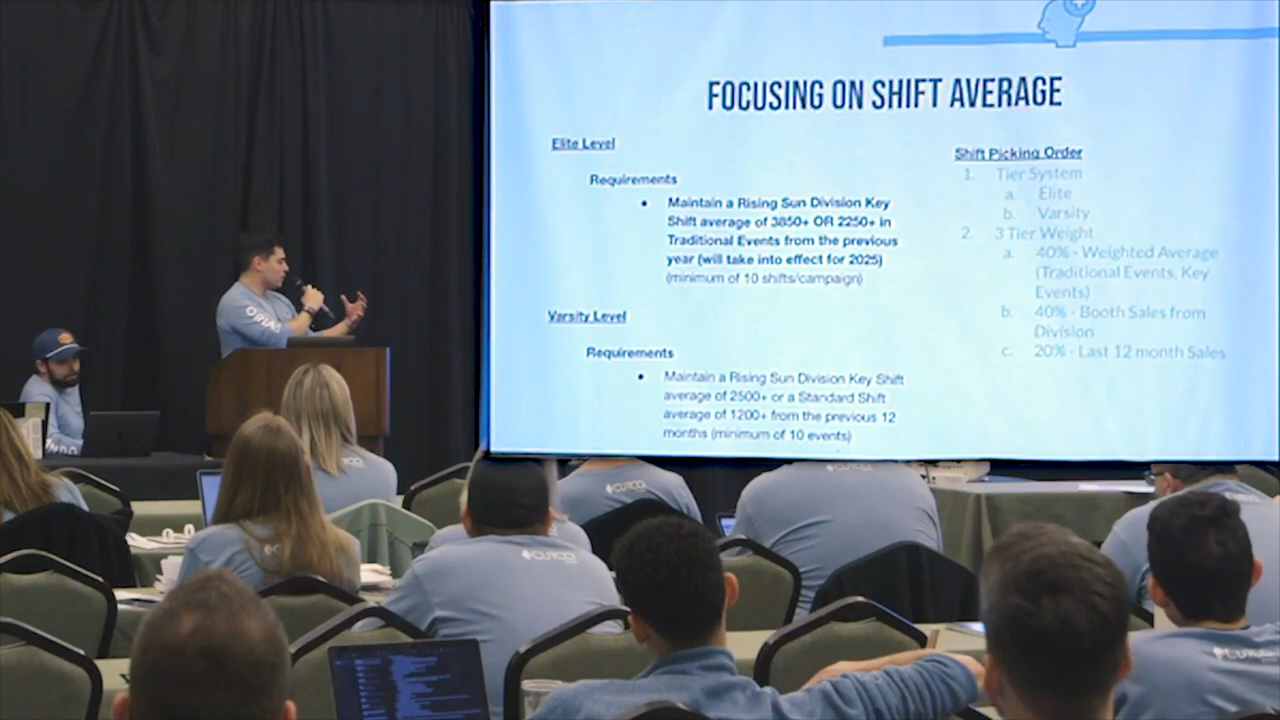 FOCUSING ON SHIFT AVERAGE
Elite Level
Requirements
• Maintain a Rising Sun Division Key
Shift average of 3850+ OR 2250+ in
Traditional Events from the previous
year (will take into effect for 2025)
(minimum of 10 shifts/campaign)
Varsity Level
Requirements
• Maintain a Rising Sun Division Key Shift
average of 2500+ or a Standard Shift
average of 1200+ from the previous 12
months (minimum of 10 events)
Shift Picking Order
1. Tier System
a. Elite
b. Varsity
2. 3 Tier Weight
a. 40% - Weighted Average
(Traditional Events, Key
Events)
b. 40% - Booth Sales from
Division
c. 20% - Last 12 month Sales
CUTCO
CUTCO
CUTCO
CUTCO